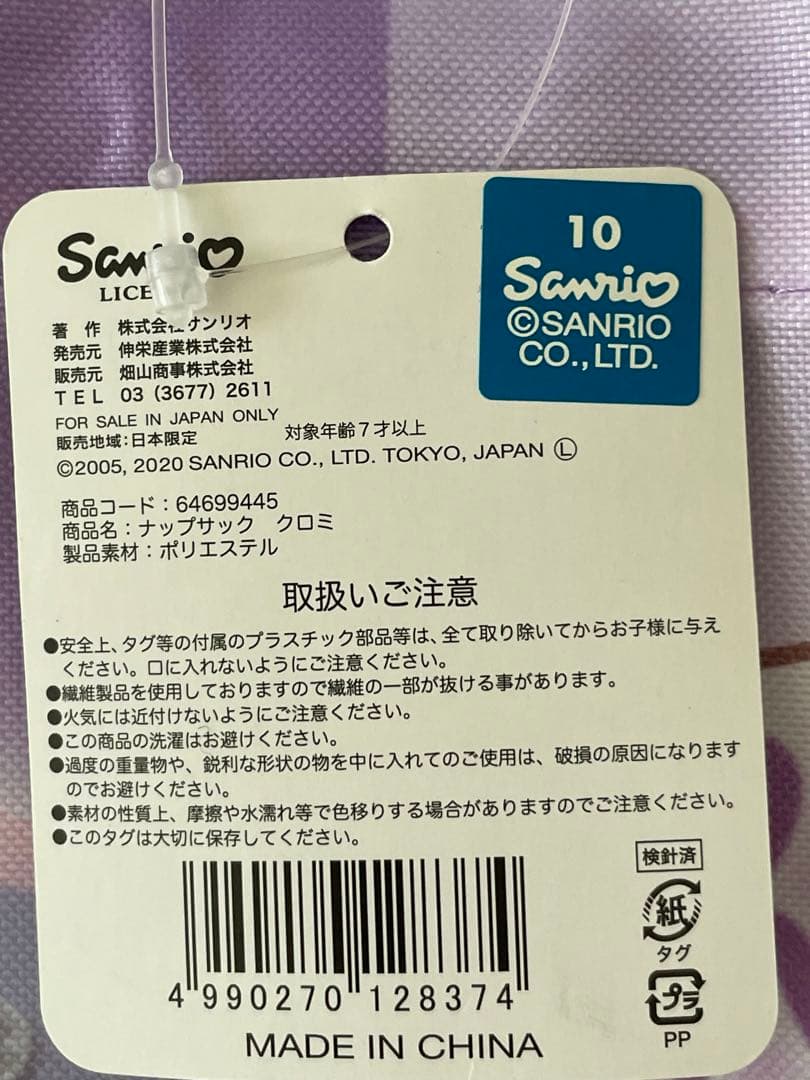 Sanrio
LICE
10
Sanrio
©SANRIO
CO.,LTD.
著 作 株式会社サンリオ
発売元 伸栄産業株式会社
販売元 畑山商事株式会社
TEL 03 (3677) 2611
FOR SALE IN JAPAN ONLY
販売地域:日本限定 対象年齢7才以上
©2005, 2020 SANRIO CO., LTD. TOKYO, JAPAN Ⓛ
商品コード:64699445
商品名:ナップサック クロミ
製品素材:ポリエステル
取扱いご注意
●安全上、タグ等の付属のプラスチック部品等は、全て取り除いてからお子様に与え
ください。口に入れないようにご注意ください。
●繊維製品を使用しておりますので繊維の一部が抜ける事があります。
●火気には近付けないようにご注意ください。
●この商品の洗濯はお避けください。
●過度の重量物や、鋭利な形状の物を中に入れてのご使用は、破損の原因になります
のでお避けください。
●素材の性質上、摩擦や水濡れ等で色移りする場合がありますのでご注意ください。
●このタグは大切に保存してください。
検針済
紙
タグ
プラ
PP
4 990270 128374
MADE IN CHINA